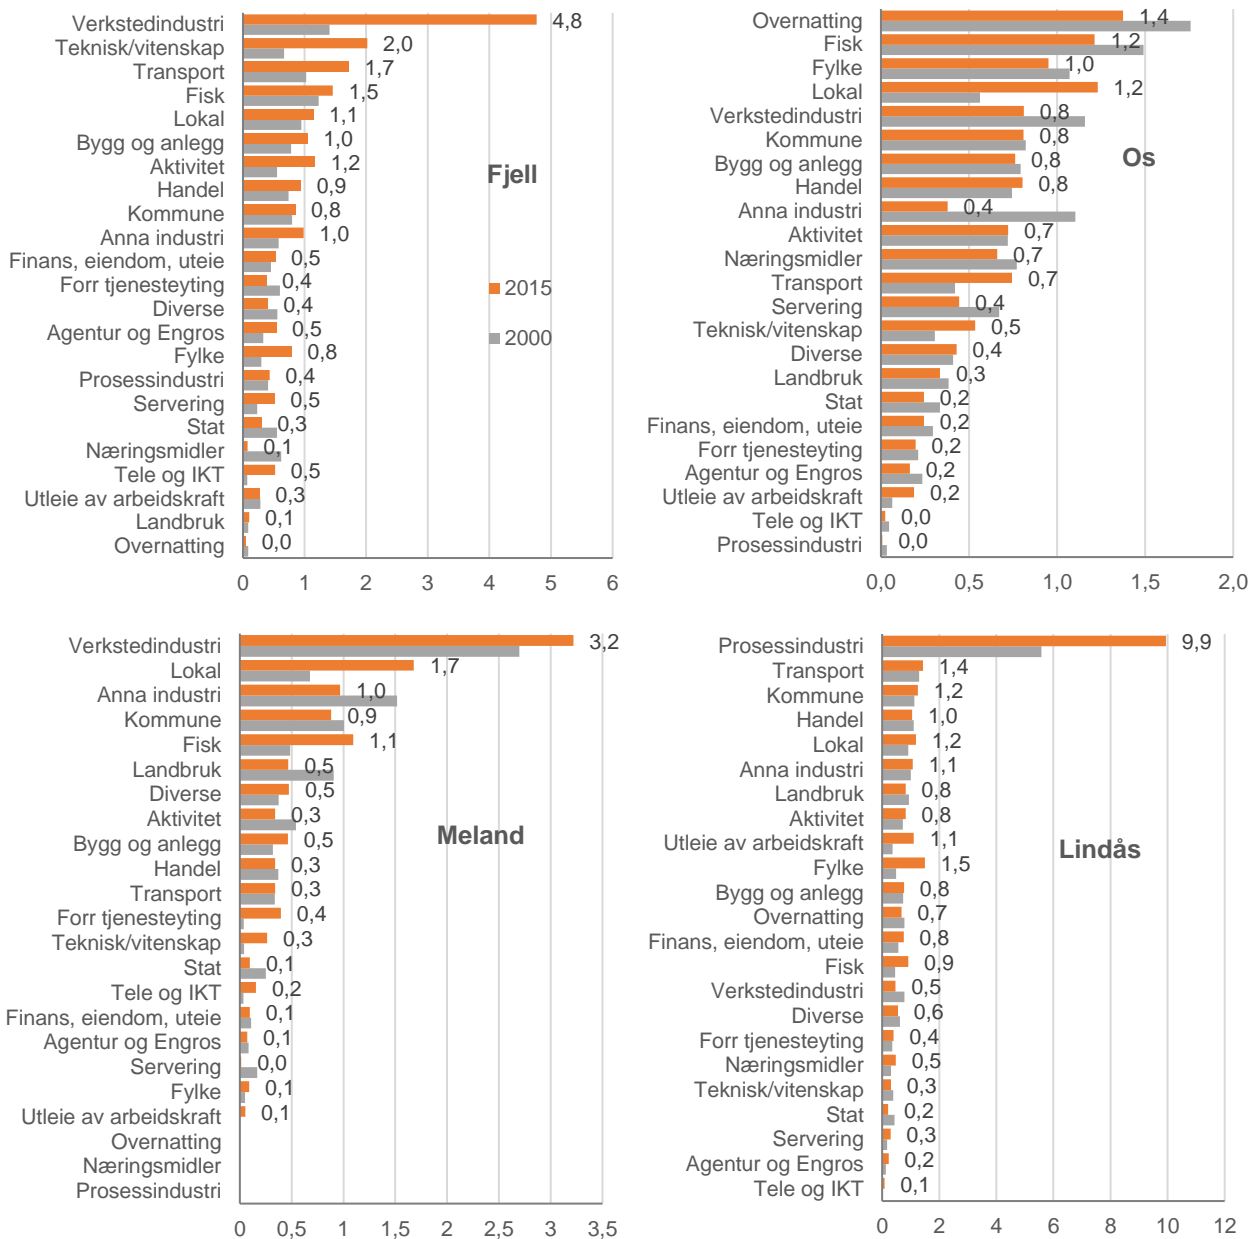 Verkstedindustri 4,8
Teknisk/vitenskap 2,0
Transport 1,7
Fisk 1,5
Lokal 1,1
Bygg og anlegg 1,0
Aktivitet 1,2
Handel 0,9
Kommune 0,8
Anna industri 1,0
Finans, eiendom, uteie 0,5
Forr tjenesteyting 0,4
Diverse 0,4
Agentur og Engros 0,5
Fylke 0,8
Prosessindustri 0,4
Servering 0,5
Stat 0,3
Næringsmidler 0,1
Tele og IKT 0,5
Utleie av arbeidskraft 0,3
Landbruk 0,1
Overnatting 0,0
0 1 2 3 4 5 6
Fjell
2015
2000
Overnatting 1,4
Fisk 1,2
Fylke 1,0
Lokal 1,2
Verkstedindustri 0,8
Kommune 0,8
Bygg og anlegg 0,8
Handel 0,8
Anna industri 0,4
Aktivitet 0,7
Næringsmidler 0,7
Transport 0,7
Servering 0,4
Teknisk/vitenskap 0,5
Diverse 0,4
Landbruk 0,3
Stat 0,2
Finans, eiendom, uteie 0,2
Forr tjenesteyting 0,2
Agentur og Engros 0,2
Utleie av arbeidskraft 0,2
Tele og IKT 0,0
Prosessindustri 0,0
0,0 0,5 1,0 1,5 2,0
Os
Verkstedindustri 3,2
Lokal 1,7
Anna industri 1,0
Kommune 0,9
Fisk 1,1
Landbruk 0,5
Diverse 0,5
Aktivitet 0,3
Bygg og anlegg 0,5
Handel 0,3
Transport 0,3
Forr tjenesteyting 0,4
Teknisk/vitenskap 0,3
Stat 0,1
Tele og IKT 0,2
Finans, eiendom, uteie 0,1
Agentur og Engros 0,1
Servering 0,0
Fylke 0,1
Utleie av arbeidskraft 0,1
Overnatting
Næringsmidler
Prosessindustri
0 0,5 1 1,5 2 2,5 3 3,5
Meland
Prosessindustri 9,9
Transport 1,4
Kommune 1,2
Handel 1,0
Lokal 1,2
Anna industri 1,1
Landbruk 0,8
Aktivitet 0,8
Utleie av arbeidskraft 1,1
Fylke 1,5
Bygg og anlegg 0,8
Overnatting 0,7
Finans, eiendom, uteie 0,8
Fisk 0,9
Verkstedindustri 0,5
Diverse 0,6
Forr tjenesteyting 0,4
Næringsmidler 0,5
Teknisk/vitenskap 0,3
Stat 0,2
Servering 0,3
Agentur og Engros 0,2
Tele og IKT 0,1
0 2 4 6 8 10 12
Lindås